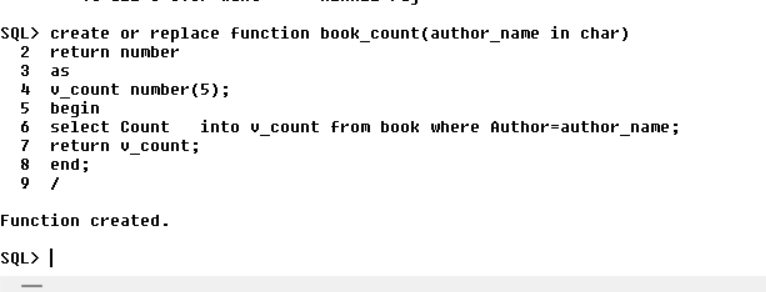 SQL> create or replace function book_count(author_name in char)
2 return number
3 as
4 v_count number(5);
5 begin
6 select Count   into v_count from book where Author=author_name;
7 return v_count;
8 end;
9 /
Function created.
SQL>